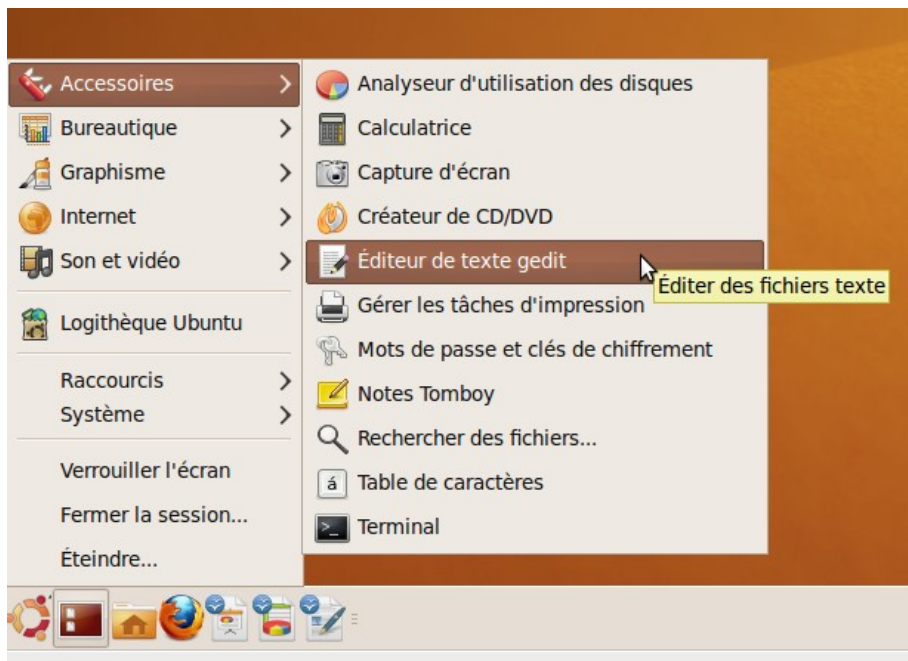 Accessoires
Bureautique
Graphisme
Internet
Son et vidéo
Logithèque Ubuntu
Raccourcis
Système
Verrouiller l'écran
Fermer la session...
Éteindre...
Analyseur d'utilisation des disques
Calculatrice
Capture d'écran
Créateur de CD/DVD
Éditeur de texte gedit
Éditer des fichiers texte
Gérer les tâches d'impression
Mots de passe et clés de chiffrement
Notes Tomboy
Rechercher des fichiers...
á Table de caractères
>_ Terminal